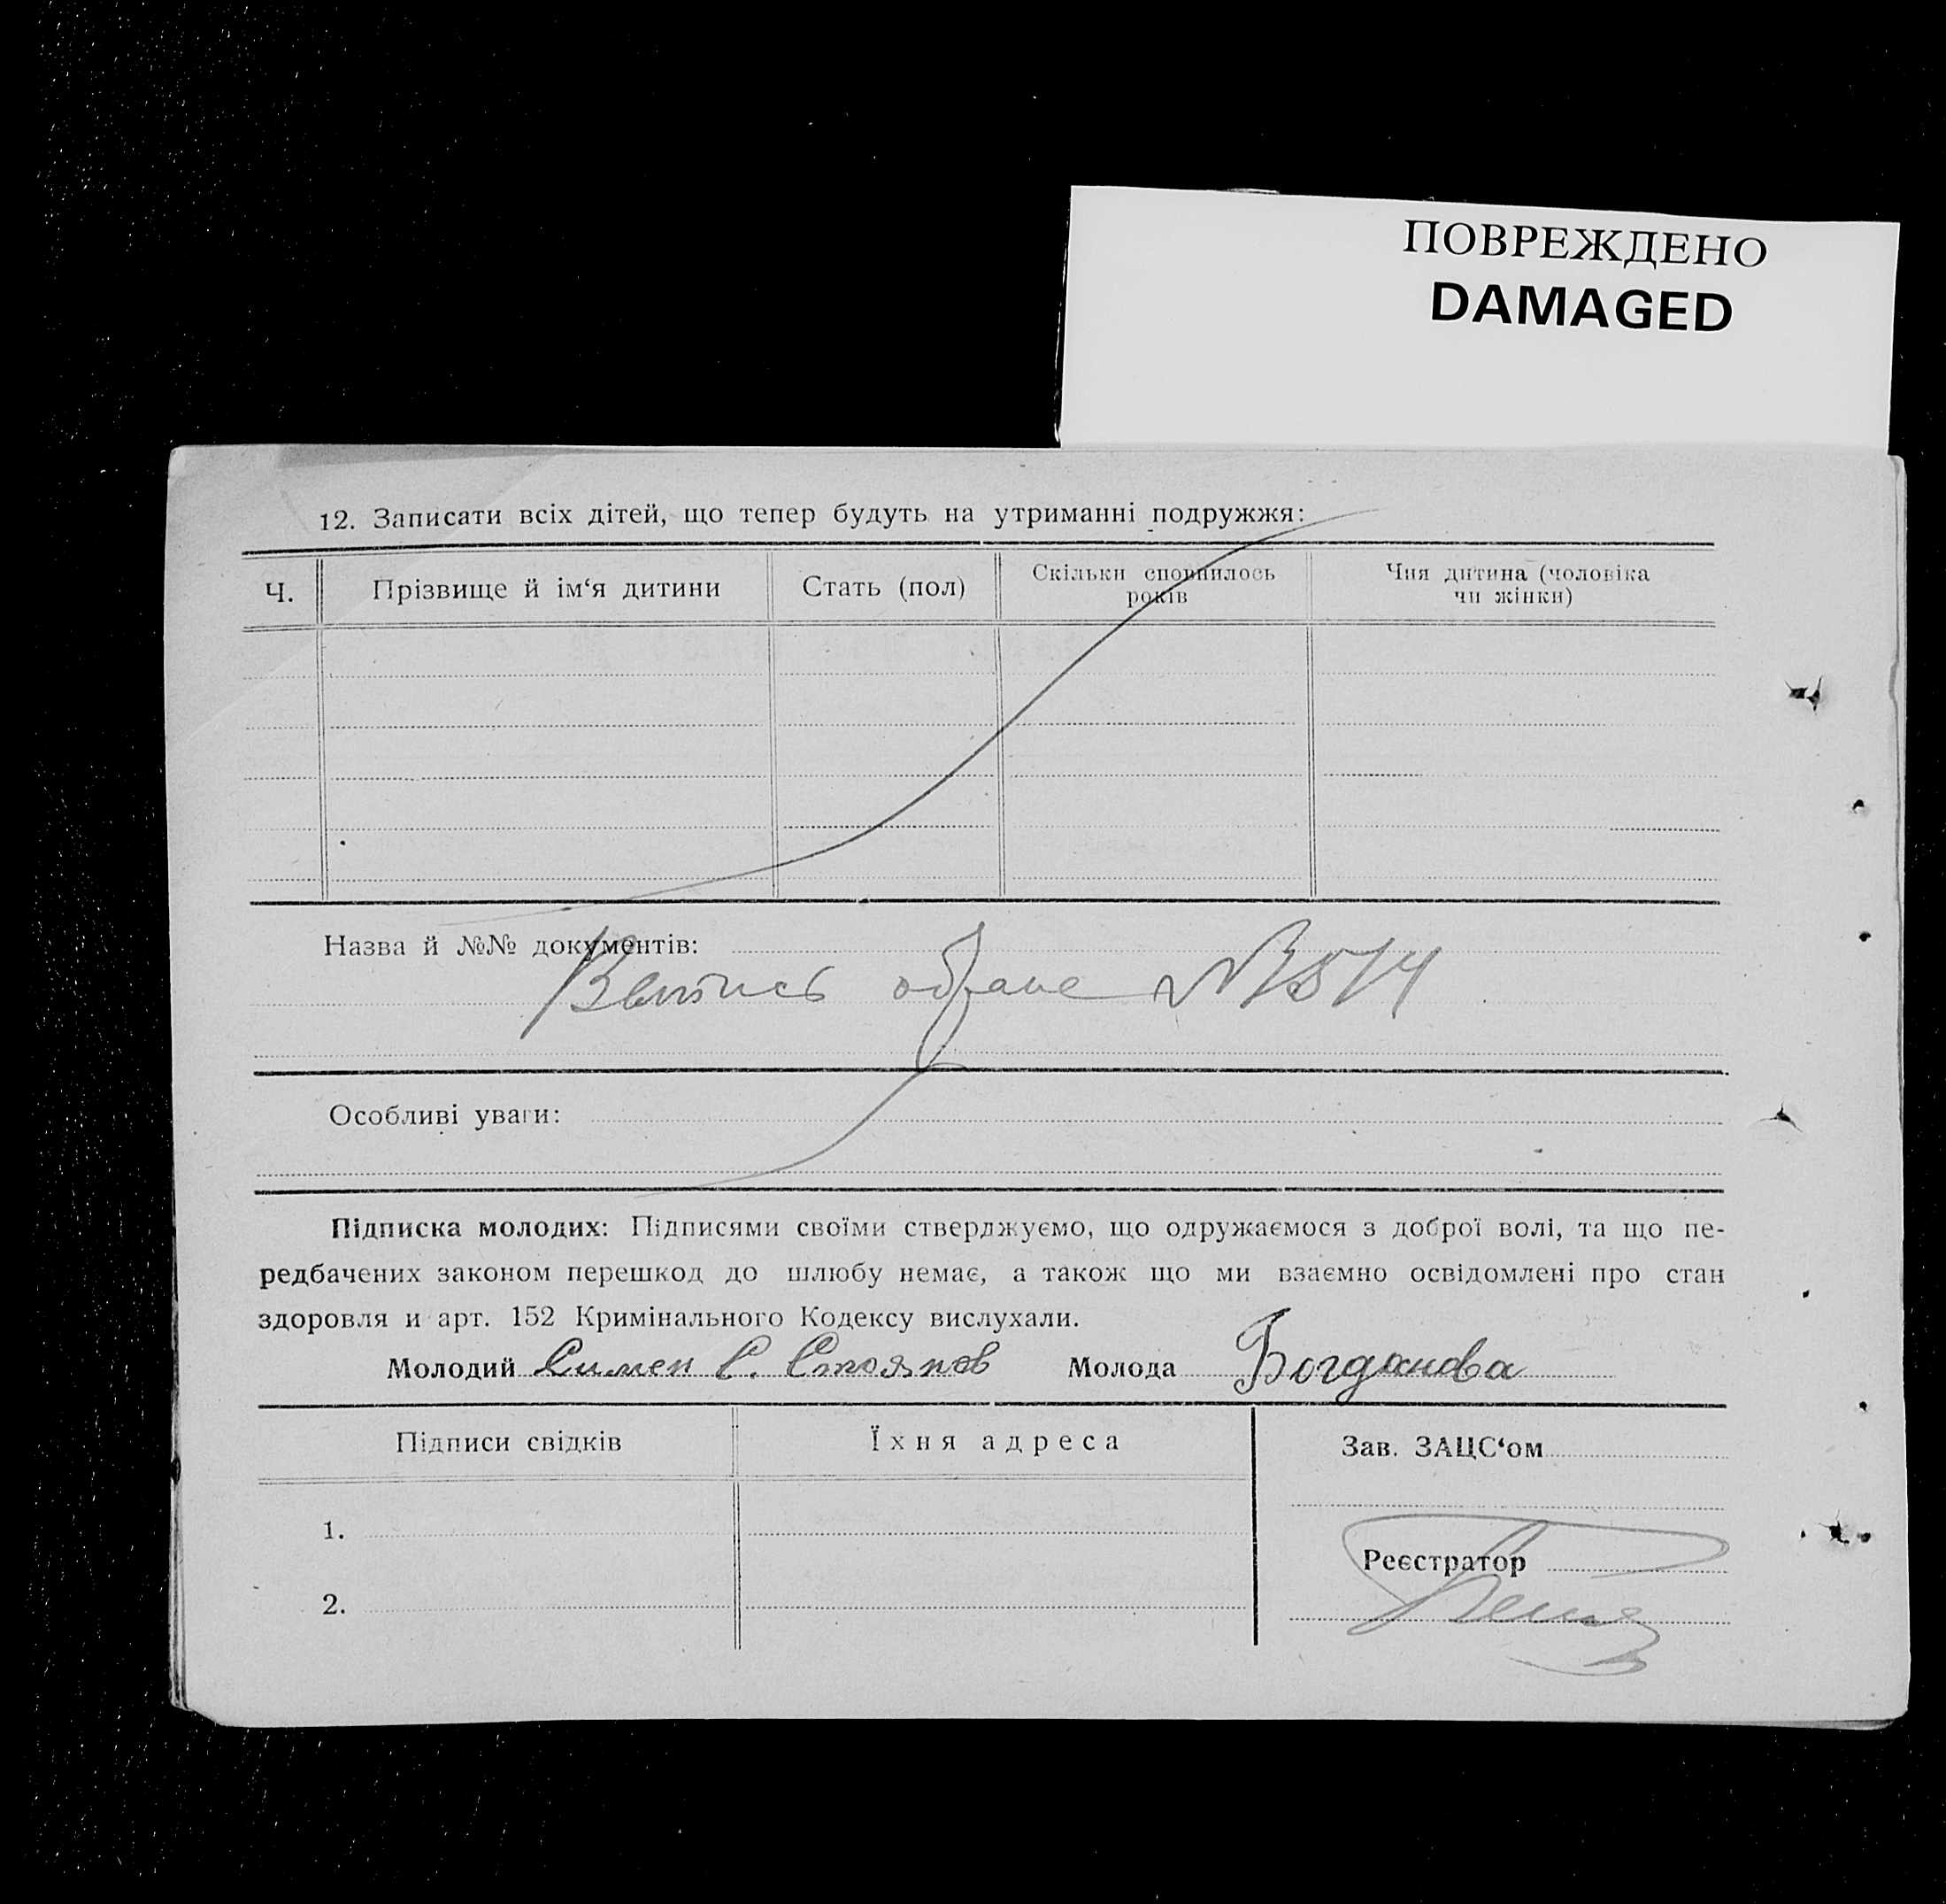 ПОВРЕЖДЕНО
DAMAGED
12. Записати всіх дітей, що тепер будуть на утриманні подружжя:
Ч.
Прізвище й ім‘я дитини
Стать (пол)
Скільки сповнилось
років
Чия дитина (чоловіка
чи жінки)
Назва й №№ документів:
Особливі уваги:
Підписка молодих: Підписями своїми стверджуємо, що одружаємося з доброї волі, та що пе-
редбачених законом перешкод до шлюбу немає, а також що ми взаємно освідомлені про стан
здоровля и арт. 152 Кримінального Кодексу вислухали.
Молодий Симеп С. Стоянов Молода Богданова
Підписи свідків
Їхня адреса
Зав. ЗАЦС‘ом
1.
Реєстратор
2.